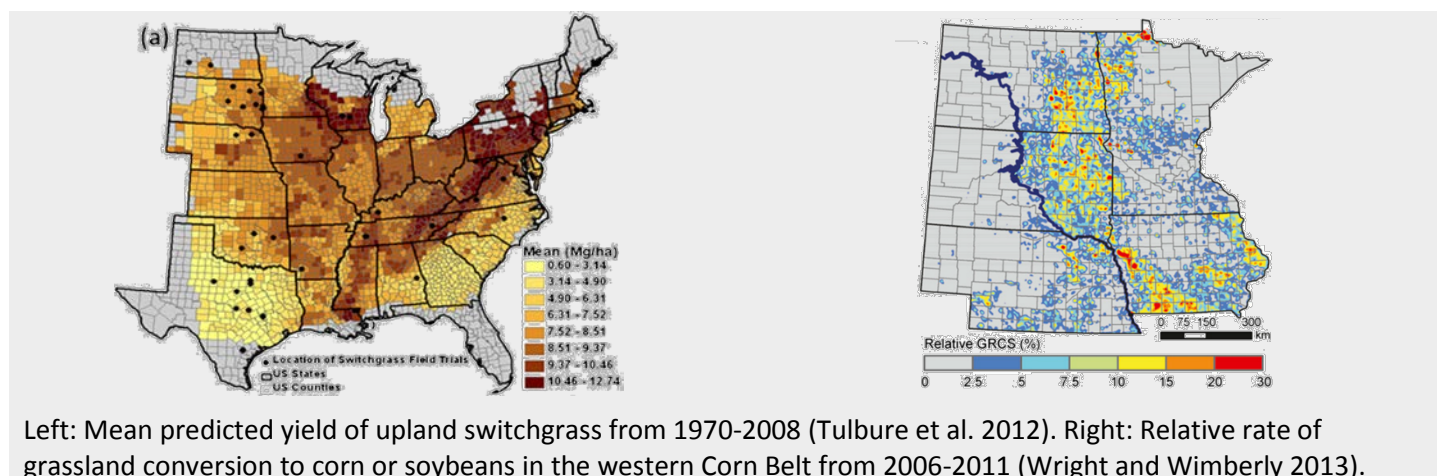 (a)
Mean (Mg/ha)
0.60 - 3.14
3.14 - 4.90
4.90 - 6.31
6.31 - 7.52
7.52 - 8.51
8.51 - 9.37
9.37 - 10.46
10.46 - 12.74
Location of Switchgrass Field Trials
US States
US Counties
0 75 150 300
km
Relative GRCS (%)
0 2.5 5 7.5 10 15 20 30
Left: Mean predicted yield of upland switchgrass from 1970-2008 (Tulbure et al. 2012). Right: Relative rate of
grassland conversion to corn or soybeans in the western Corn Belt from 2006-2011 (Wright and Wimberly 2013).